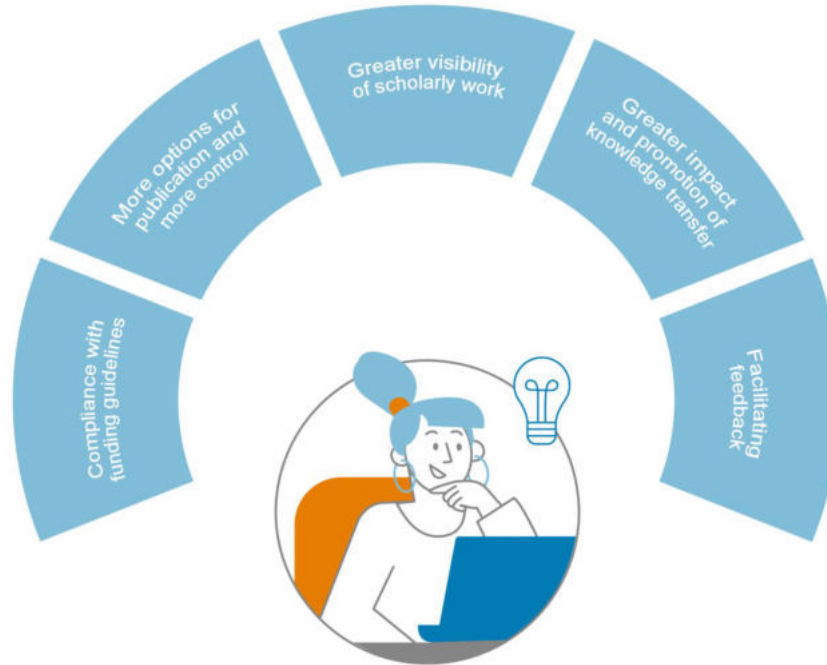 Compliance with
funding guidelines
More options for
publication and
more control
Greater visibility
of scholarly work
Greater impact
and promotion of
knowledge transfer
Facilitating
feedback